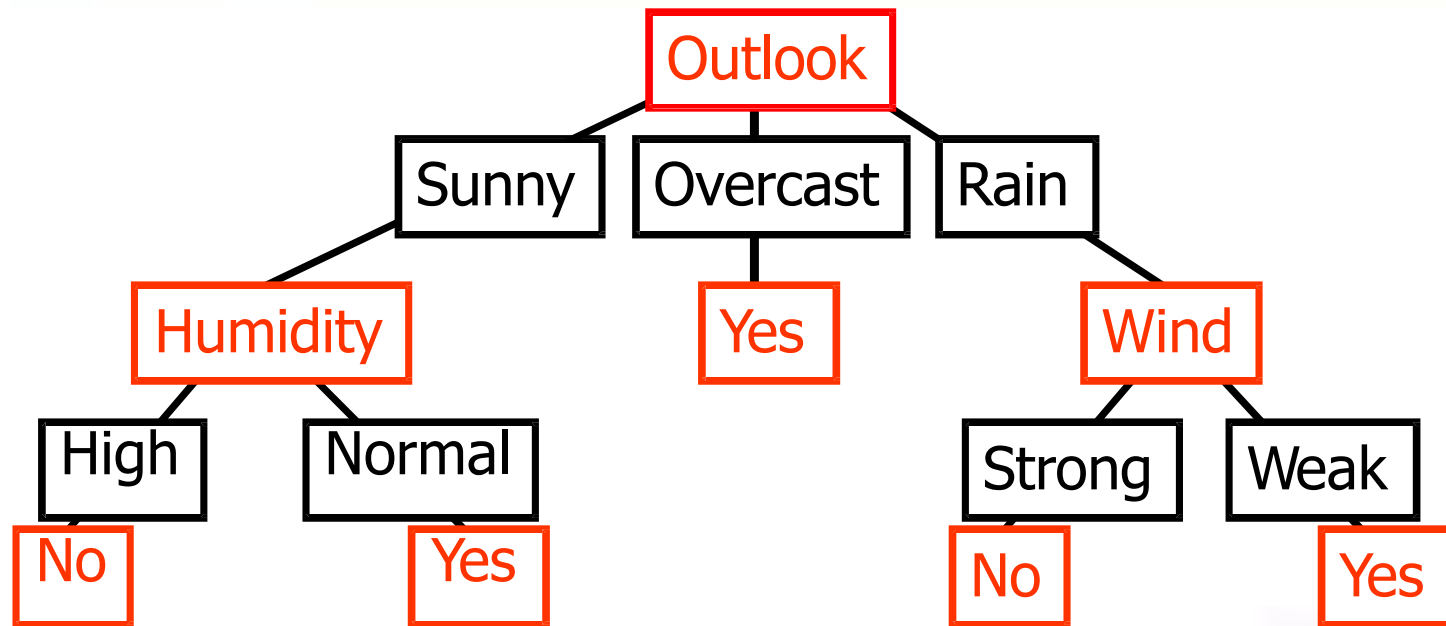 Outlook
Sunny Overcast Rain
Humidity Yes Wind
High Normal Strong Weak
No Yes No Yes